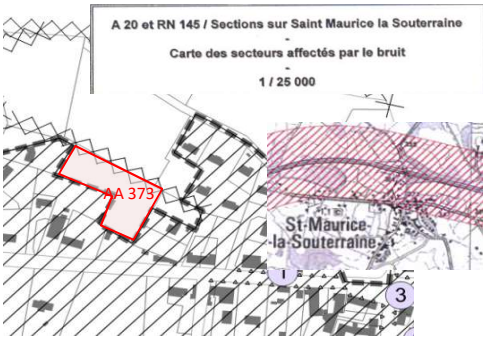 A 20 et RN 145 / Sections sur Saint Maurice la Souterraine
-
Carte des secteurs affectés par le bruit
-
1 / 25 000
AA 373
St-Maurice
-la-Souterraine
1
3